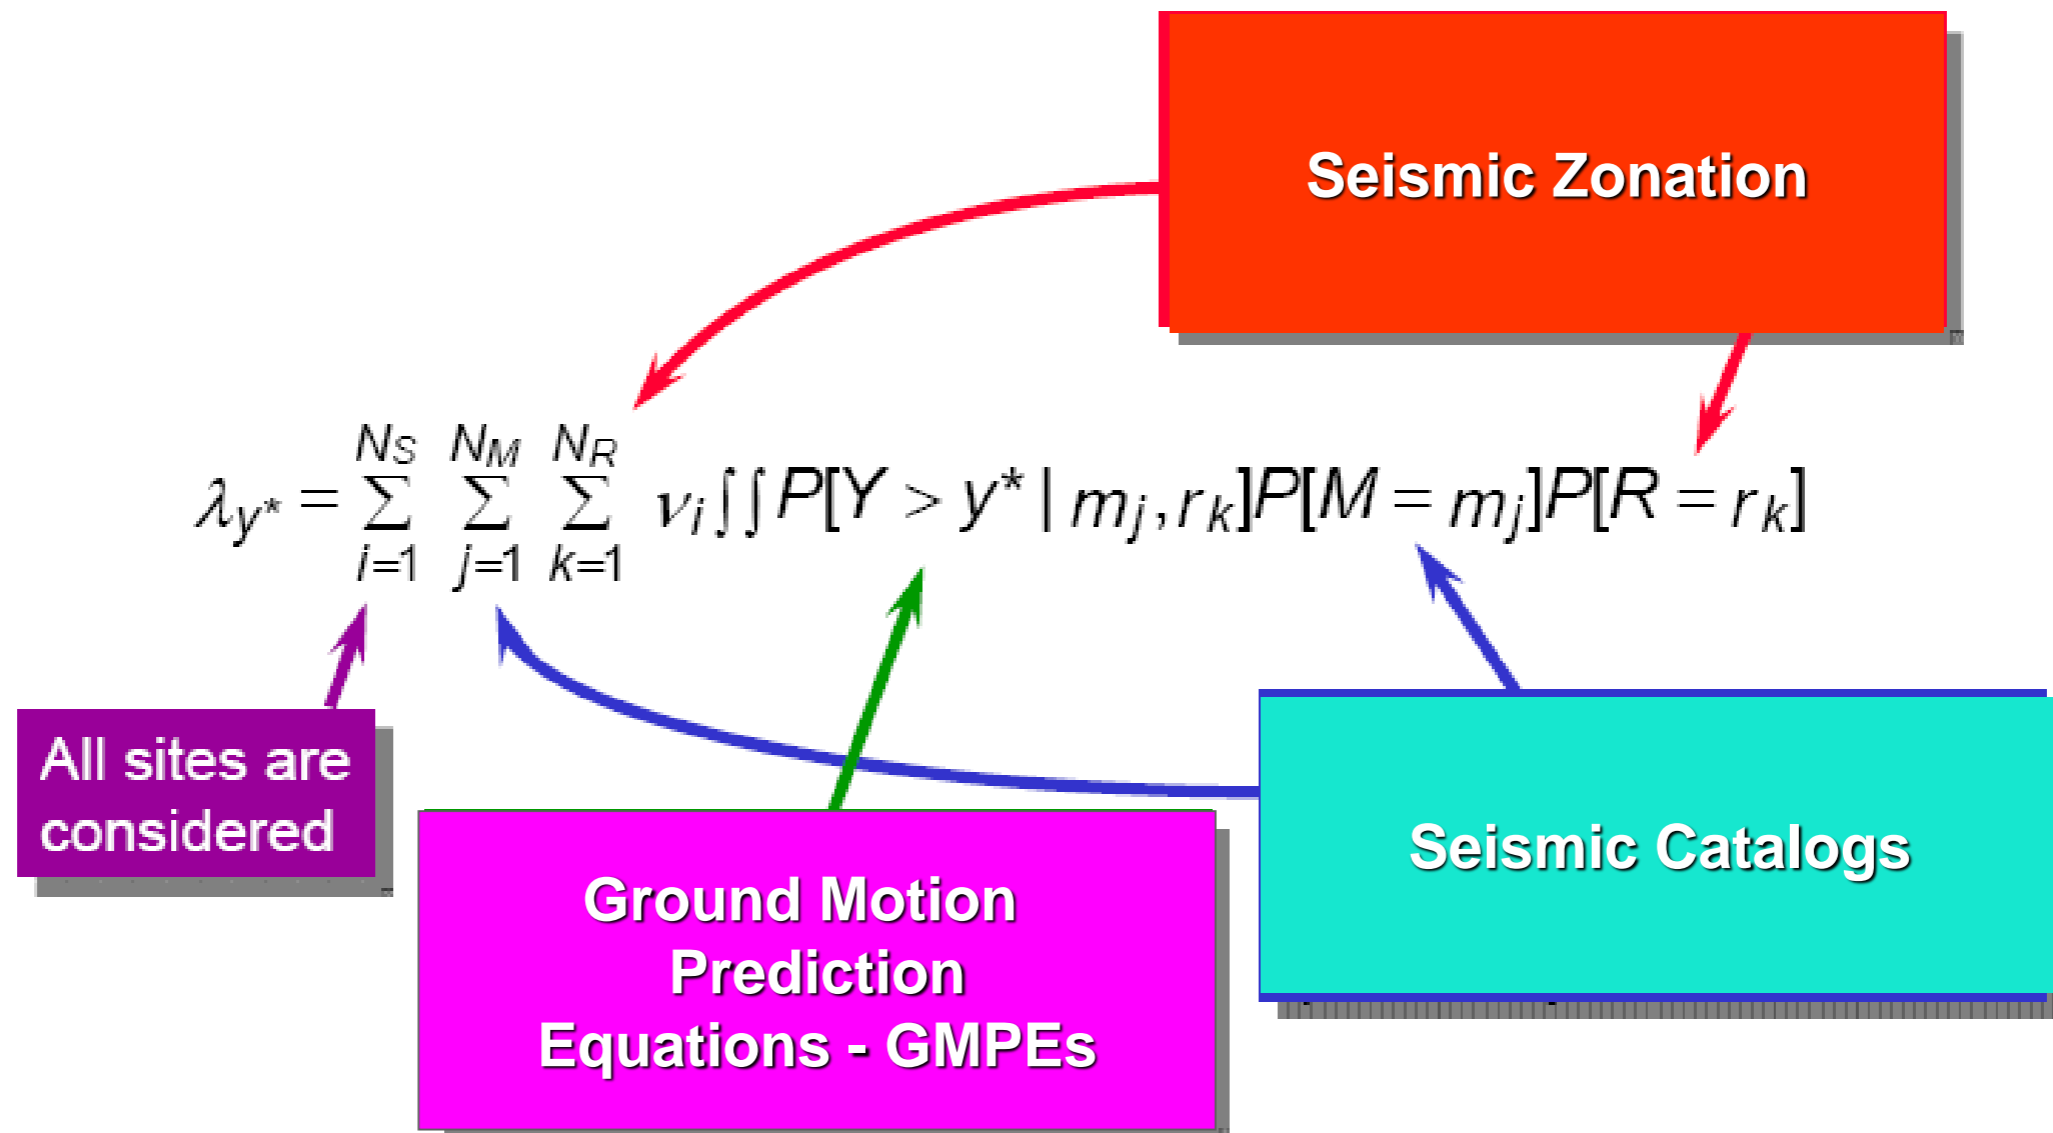 Seismic Zonation
λy* = ∑ i=1 NS ∑ j=1 NM ∑ k=1 NR νi ∫∫ P[Y > y* | mj, rk]P[M = mj]P[R = rk]
All sites are
considered
Ground Motion
Prediction
Equations - GMPEs
Seismic Catalogs